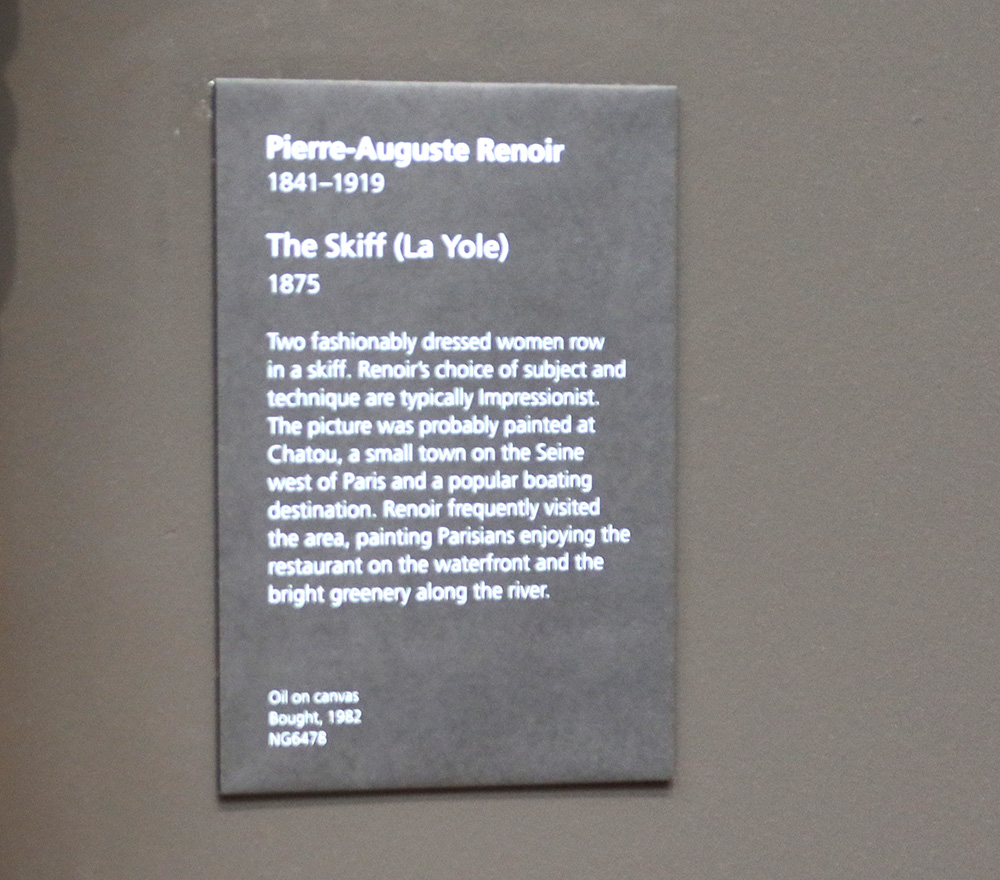 Pierre-Auguste Renoir
1841–1919
The Skiff (La Yole)
1875
Two fashionably dressed women row
in a skiff. Renoir's choice of subject and
technique are typically Impressionist.
The picture was probably painted at
Chatou, a small town on the Seine
west of Paris and a popular boating
destination. Renoir frequently visited
the area, painting Parisians enjoying the
restaurant on the waterfront and the
bright greenery along the river.
Oil on canvas
Bought, 1982
NG6478